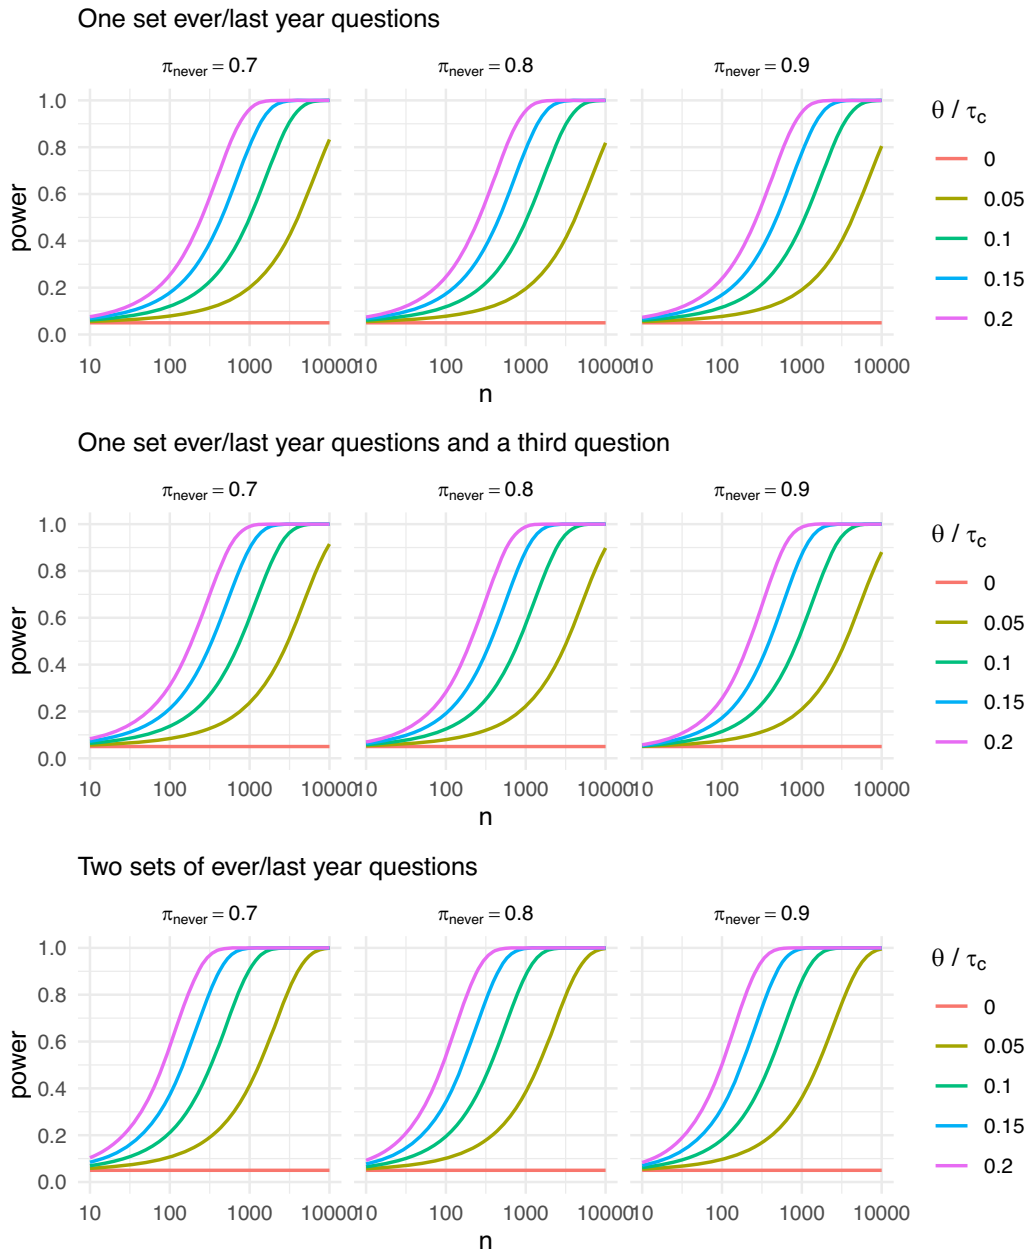 One set ever/last year questions
π_never = 0.7 π_never = 0.8 π_never = 0.9
power
1.0
0.8
0.6
0.4
0.2
0.0
10 100 1000 10000 10 100 1000 10000 10 100 1000 10000
n
θ / τ_c
0
0.05
0.1
0.15
0.2
One set ever/last year questions and a third question
π_never = 0.7 π_never = 0.8 π_never = 0.9
power
1.0
0.8
0.6
0.4
0.2
0.0
10 100 1000 10000 10 100 1000 10000 10 100 1000 10000
n
θ / τ_c
0
0.05
0.1
0.15
0.2
Two sets of ever/last year questions
π_never = 0.7 π_never = 0.8 π_never = 0.9
power
1.0
0.8
0.6
0.4
0.2
0.0
10 100 1000 10000 10 100 1000 10000 10 100 1000 10000
n
θ / τ_c
0
0.05
0.1
0.15
0.2